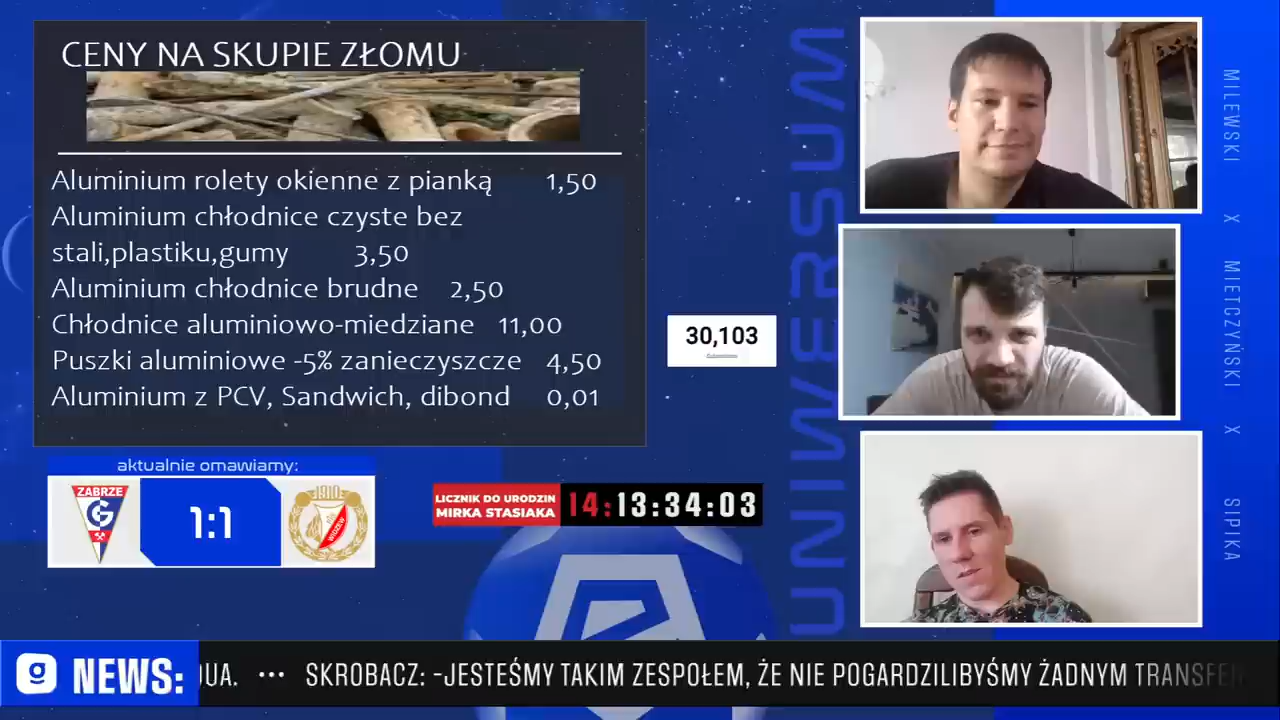 CENY NA SKUPIE ZŁOMU
Aluminium rolety okienne z pianką 1,50
Aluminium chłodnice czyste bez
stali,plastiku,gumy 3,50
Aluminium chłodnice brudne 2,50
Chłodnice aluminiowo-miedziane 11,00
Puszki aluminiowe -5% zanieczyszcze 4,50
Aluminium z PCV, Sandwich, dibond 0,01
30,103
aktualnie omawiamy:
ZABRZE
G
1:1
1910
WIDZEW
LICZNIK DO URODZIN
MIRKA STASIAKA
14:13:34:03
UNIWERSUM
MILEWSKI X MIETCZYŃSKI X SIPIKA
g NEWS:
QUA. ••• SKROBACZ: -JESTEŚMY TAKIM ZESPOŁEM, ŻE NIE POGARDZILIBYŚMY ŻADNYM TRANSFE